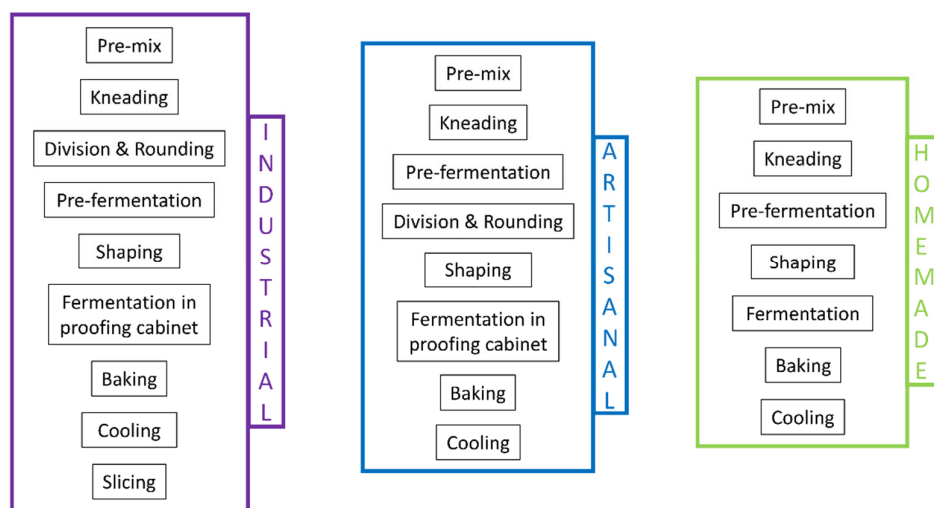 Pre-mix
Kneading
Division & Rounding
Pre-fermentation
Shaping
Fermentation in
proofing cabinet
Baking
Cooling
Slicing
INDUSTRIAL
Pre-mix
Kneading
Pre-fermentation
Division & Rounding
Shaping
Fermentation in
proofing cabinet
Baking
Cooling
ARTISANAL
Pre-mix
Kneading
Pre-fermentation
Shaping
Fermentation
Baking
Cooling
HOMEMADE